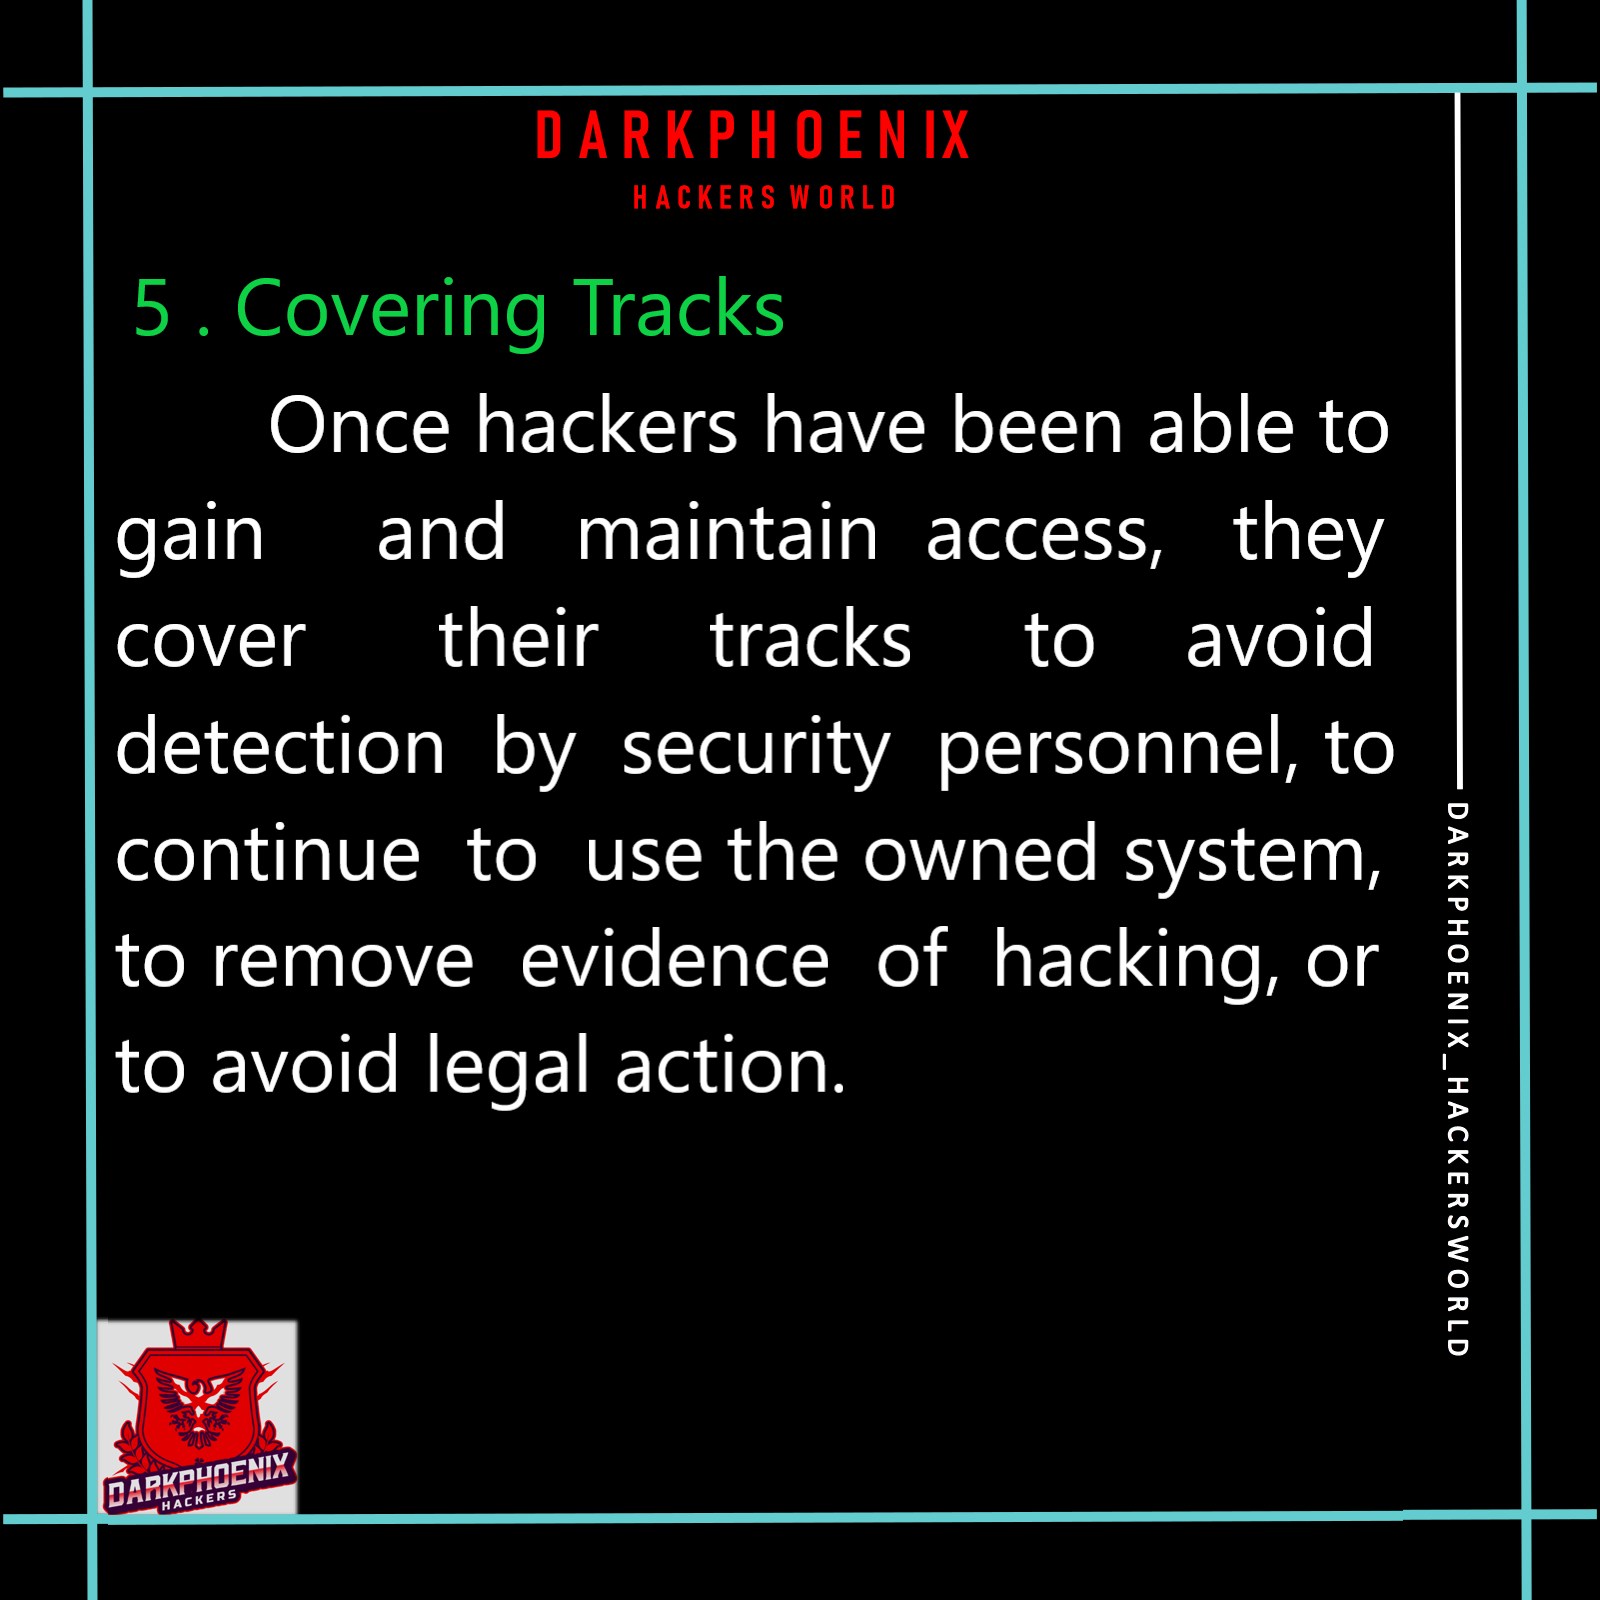 DARKPHOENIX
HACKERS WORLD
5 . Covering Tracks
Once hackers have been able to
gain and maintain access, they
cover their tracks to avoid
detection by security personnel, to
continue to use the owned system,
to remove evidence of hacking, or
to avoid legal action.
DARKPHOENIX_HACKERSWORLD
DARKPHOENIX
HACKERS